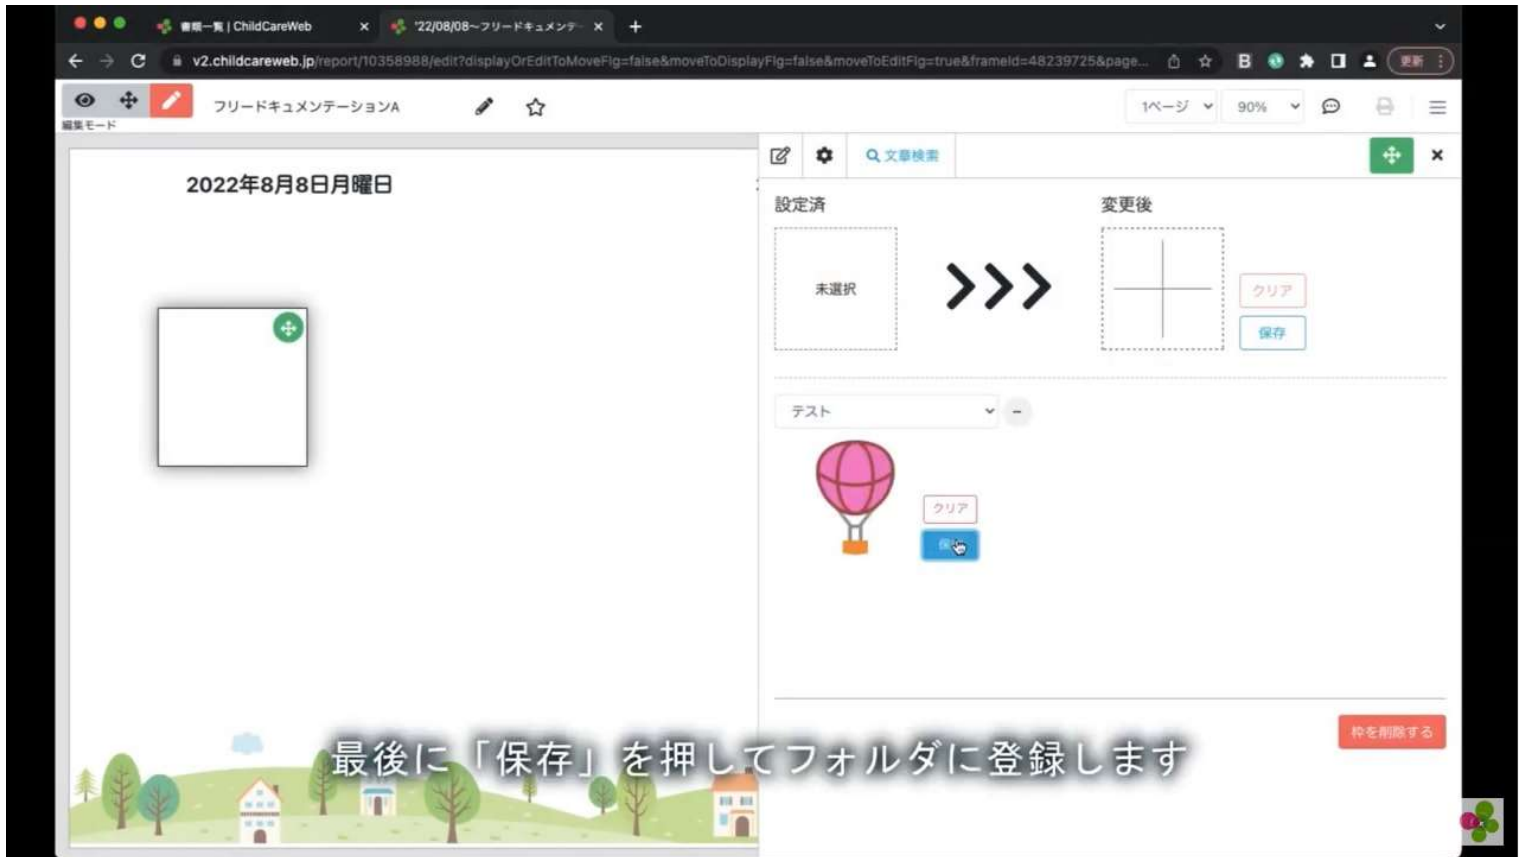 書類一覧 | ChildCareWeb
'22/08/08〜フリードキュメンテー
v2.childcareweb.jp/report/10358988/edit?displayOrEditToMoveFlg=false&moveToDisplayFlg=false&moveToEditFlg=true&frameId=48239725&page...
更新
フリードキュメンテーションA
1ページ
90%
編集モード
文章検索
2022年8月8日月曜日
設定済
変更後
未選択
クリア
保存
テスト
クリア
枠を削除する
最後に「保存」を押してフォルダに登録します